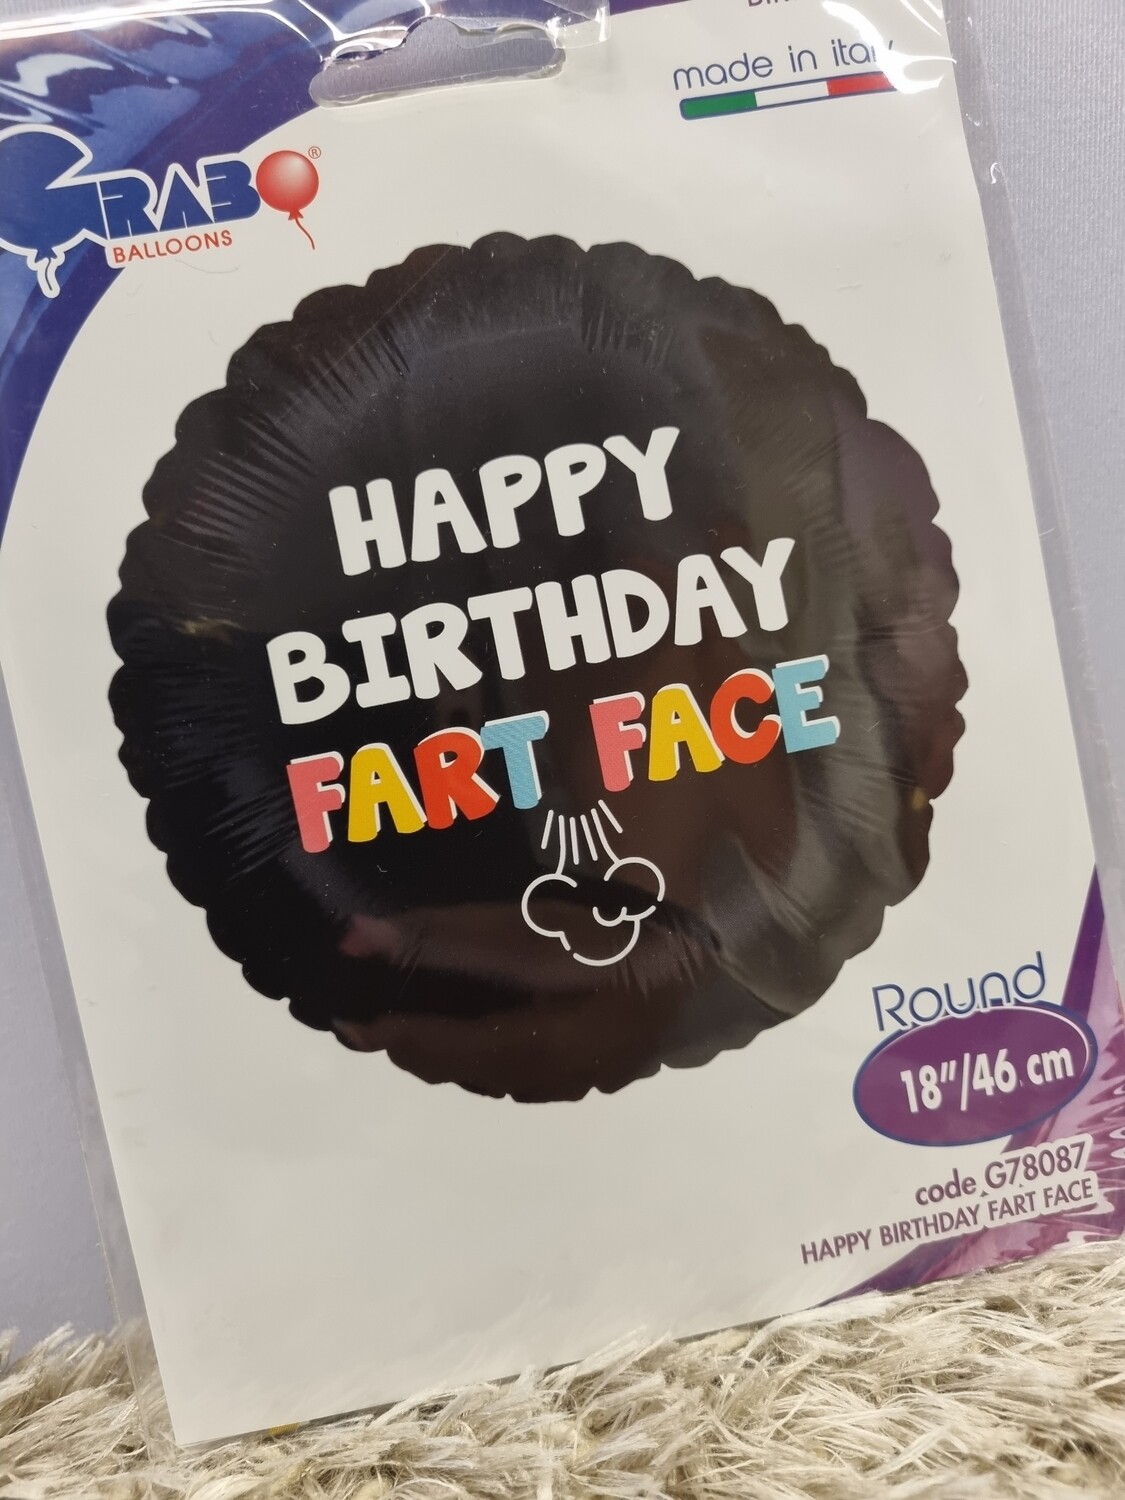 made in italy
GRABO®
BALLOONS
HAPPY
BIRTHDAY
FART FACE
Round
18"/46 cm
code G78087
HAPPY BIRTHDAY FART FACE